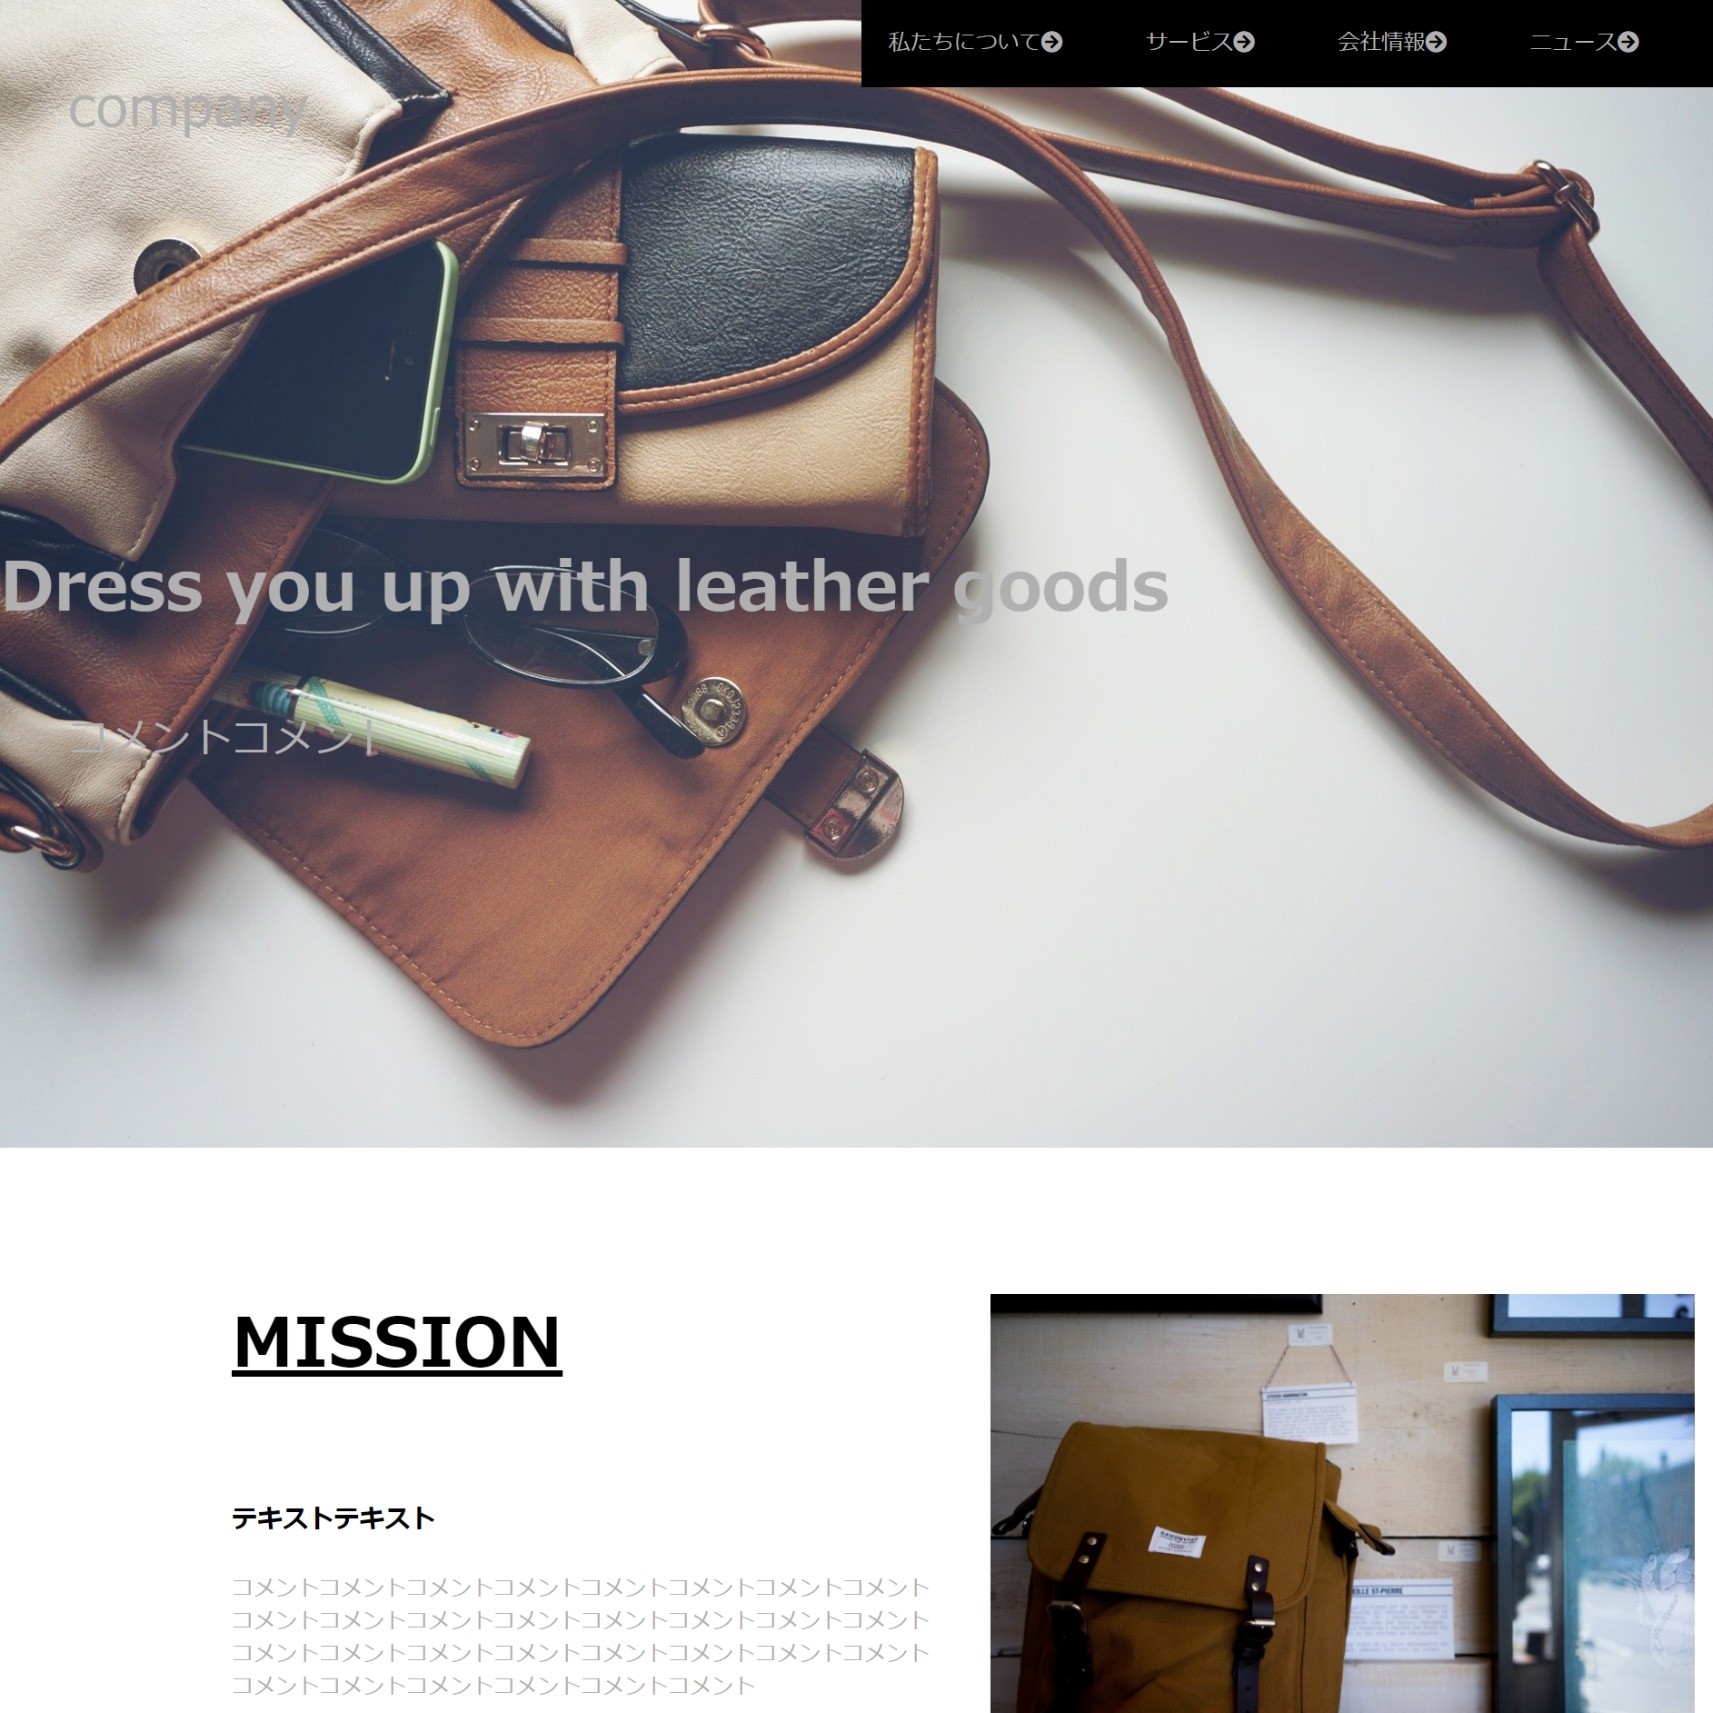 私たちについて サービス 会社情報 ニュース
company
Dress you up with leather goods
コメントコメント
MISSION
テキストテキスト
コメントコメントコメントコメントコメントコメントコメントコメント
コメントコメントコメントコメントコメントコメントコメントコメント
コメントコメントコメントコメントコメントコメントコメントコメント
コメントコメントコメントコメントコメントコメント
SANDQVIST